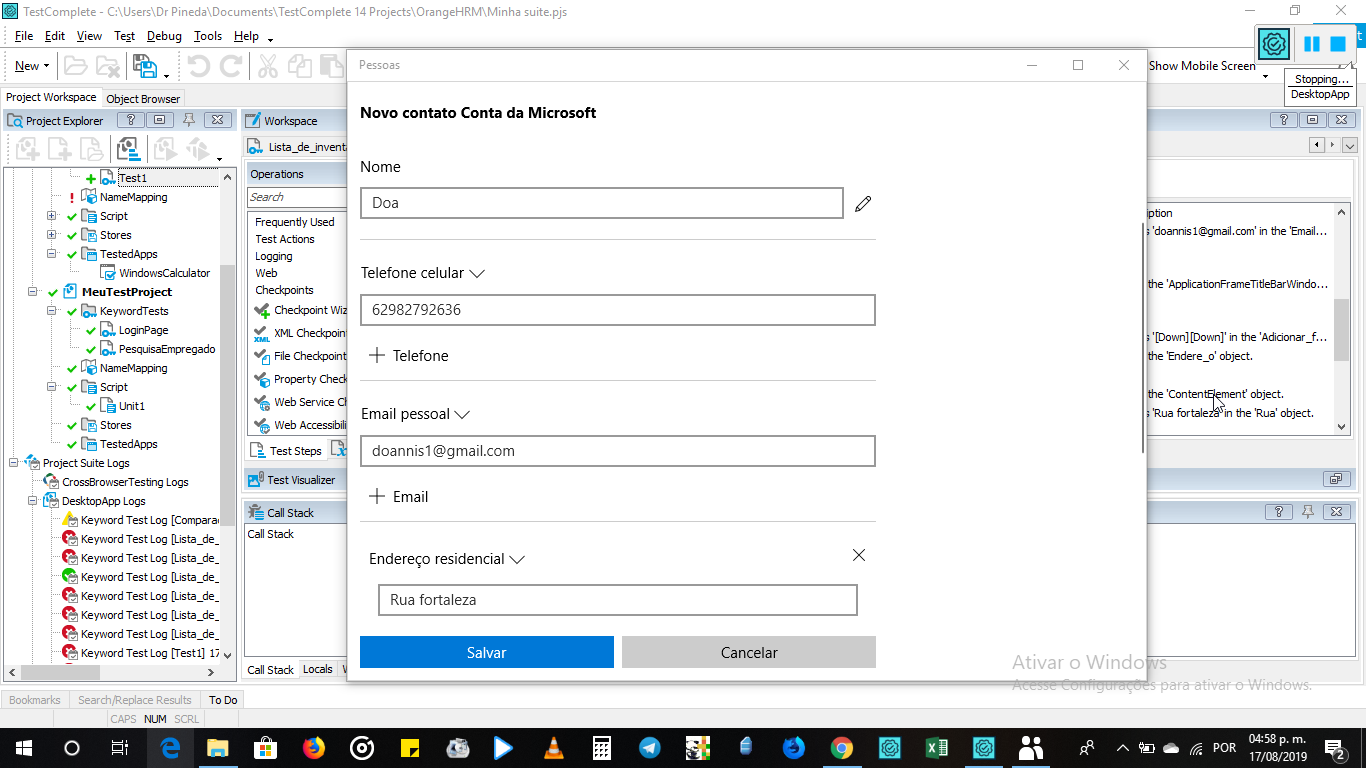 TestComplete - C:\Users\Dr Pineda\Documents\TestComplete 14 Projects\OrangeHRM\Minha suite.pjs
File Edit View Test Debug Tools Help
New
Show Mobile Screen
Stopping...
DesktopApp
Project Workspace Object Browser
Project Explorer
Workspace
Test1
NameMapping
Script
Stores
TestedApps
WindowsCalculator
MeuTestProject
KeywordTests
LoginPage
PesquisaEmpregado
NameMapping
Script
Unit1
Stores
TestedApps
Project Suite Logs
CrossBrowserTesting Logs
DesktopApp Logs
Keyword Test Log [Compara
Keyword Test Log [Lista_de_
Keyword Test Log [Lista_de_
Keyword Test Log [Lista_de_
Keyword Test Log [Lista_de_
Keyword Test Log [Lista_de_
Keyword Test Log [Lista_de_
Keyword Test Log [Test1] 17
Lista_de_invent
Operations
Search
Frequently Used
Test Actions
Logging
Web
Checkpoints
Checkpoint Wiz
XML Checkpoin
File Checkpoint
Property Check
Web Service Ch
Web Accessibili
Test Steps
Test Visualizer
Call Stack
Call Stack
Call Stack Locals
Pessoas
Novo contato Conta da Microsoft
Nome
Doa
Telefone celular
62982792636
Telefone
Email pessoal
doannis1@gmail.com
Email
Endereço residencial
Rua fortaleza
Salvar Cancelar
ption
s 'doannis1@gmail.com' in the 'Email...
the 'ApplicationFrameTitleBarWindo...
s '[Down][Down]' in the 'Adicionar_f...
the 'Endere_o' object.
the 'ContentElement' object.
s 'Rua fortaleza' in the 'Rua' object.
Ativar o Windows
Acesse Configurações para ativar o Windows.
Bookmarks Search/Replace Results To Do
CAPS NUM SCRL
POR
04:58 p. m.
17/08/2019
2